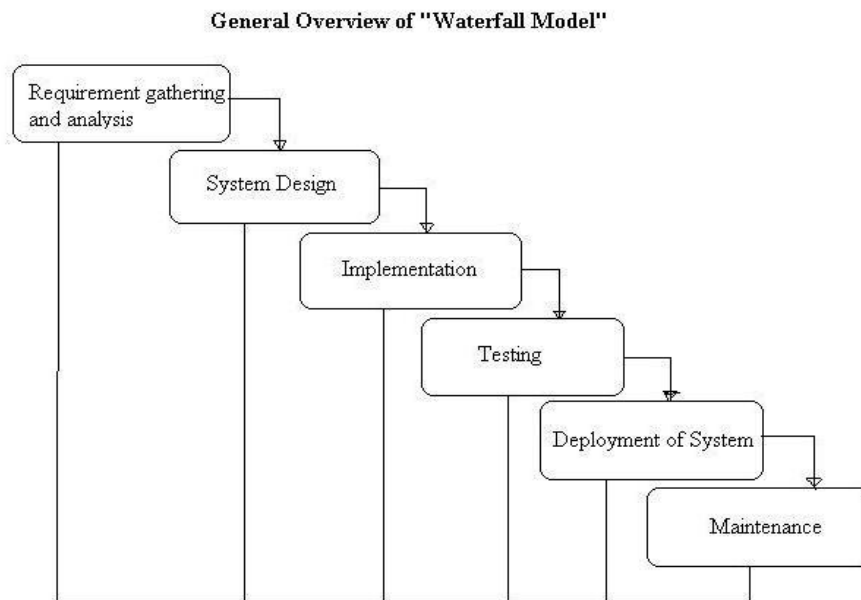 General Overview of "Waterfall Model"
Requirement gathering
and analysis
System Design
Implementation
Testing
Deployment of System
Maintenance